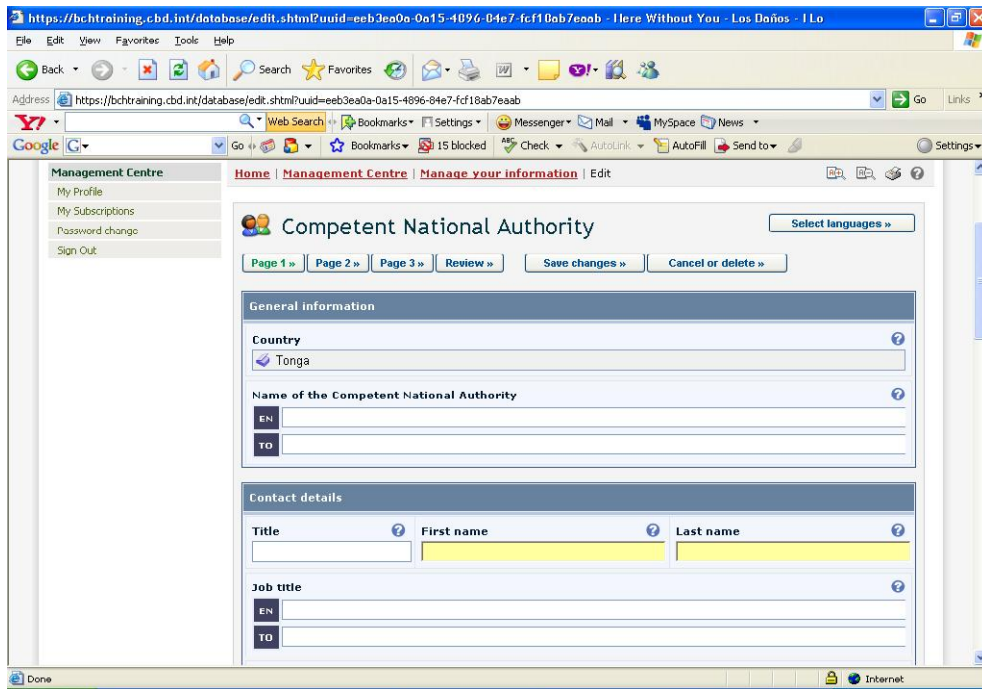 https://bchtraining.cbd.int/database/edit.shtml?uuid=eeb3ea0a-0a15-4896-84e7-fcf18ab7eaab - Here Without You - Los Daños - I Lo
File Edit View Favorites Tools Help
Back Search Favorites
Address https://bchtraining.cbd.int/database/edit.shtml?uuid=eeb3ea0a-0a15-4896-84e7-fcf18ab7eaab Go Links
Y! Web Search Bookmarks Settings Messenger Mail MySpace News
Google G Go Bookmarks 15 blocked ABC Check AutoLink AutoFill Send to Settings
Management Centre
My Profile
My Subscriptions
Password change
Sign Out
Home | Management Centre | Manage your information | Edit
Competent National Authority
Select languages »
Page 1 » Page 2 » Page 3 » Review » Save changes » Cancel or delete »
General information
Country
Tonga
Name of the Competent National Authority
EN
TO
Contact details
Title First name Last name
Job title
EN
TO
Done Internet